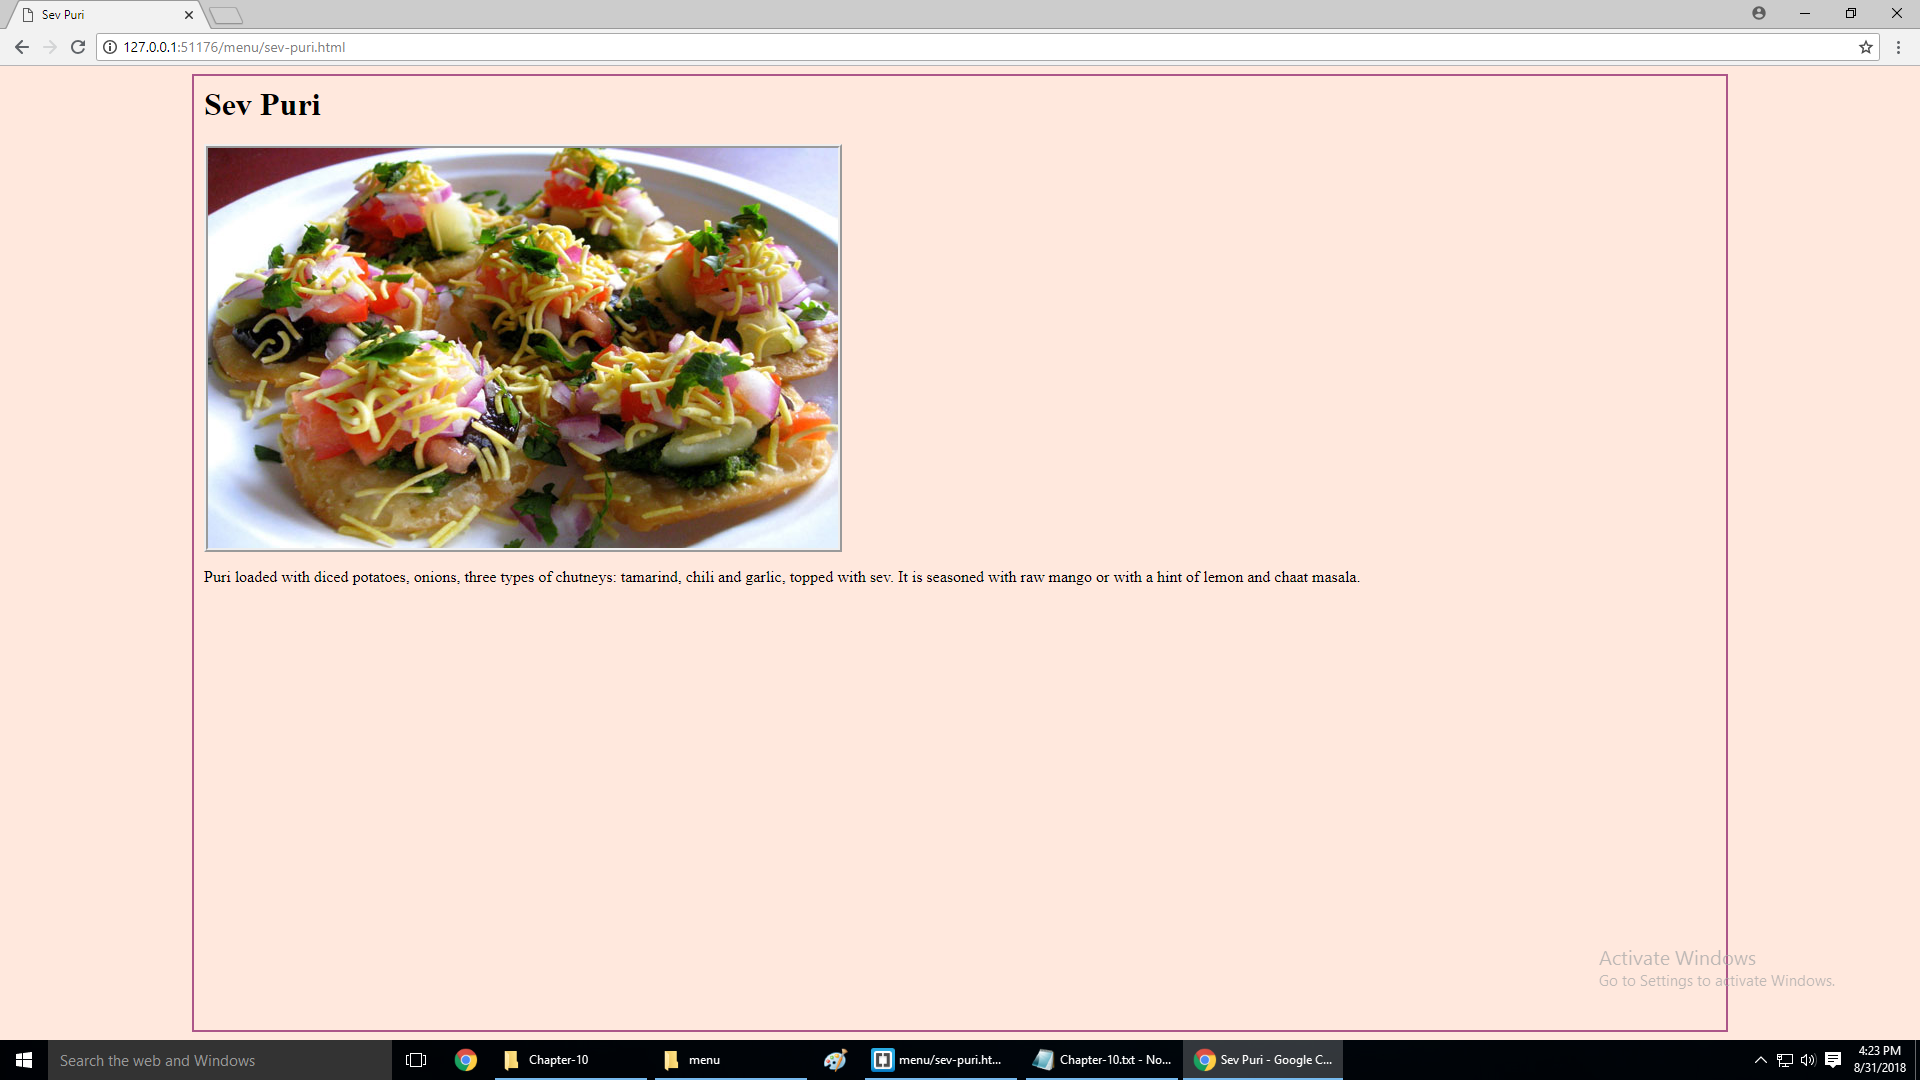 Sev Puri
127.0.0.1:51176/menu/sev-puri.html
Sev Puri
Puri loaded with diced potatoes, onions, three types of chutneys: tamarind, chili and garlic, topped with sev. It is seasoned with raw mango or with a hint of lemon and chaat masala.
Activate Windows
Go to Settings to activate Windows.
Search the web and Windows
Chapter-10
menu
menu/sev-puri.ht...
Chapter-10.txt - No...
Sev Puri - Google C...
4:23 PM
8/31/2018